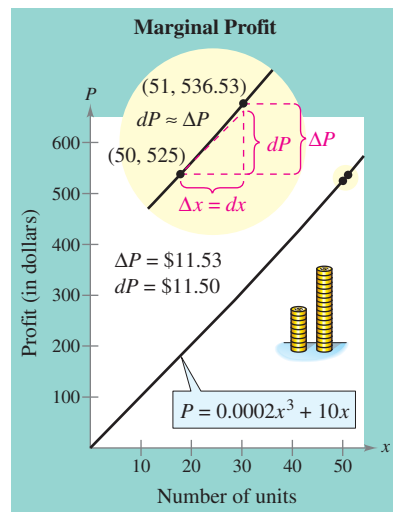 Marginal Profit
P
(51, 536.53)
dP ≈ ΔP
dP
ΔP
(50, 525)
Δx = dx
600
500
400
300
200
100
Profit (in dollars)
ΔP = $11.53
dP = $11.50
P = 0.0002x³ + 10x
x
10 20 30 40 50
Number of units